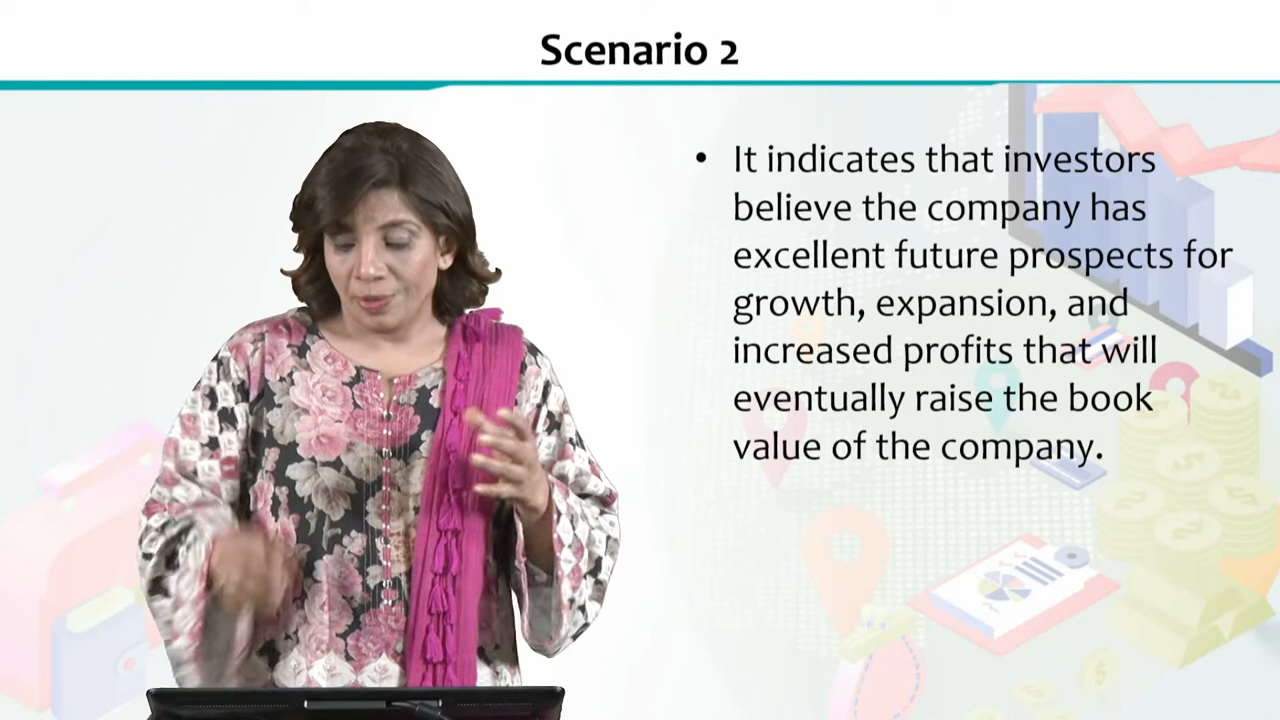 Scenario 2
• It indicates that investors
believe the company has
excellent future prospects for
growth, expansion, and
increased profits that will
eventually raise the book
value of the company.